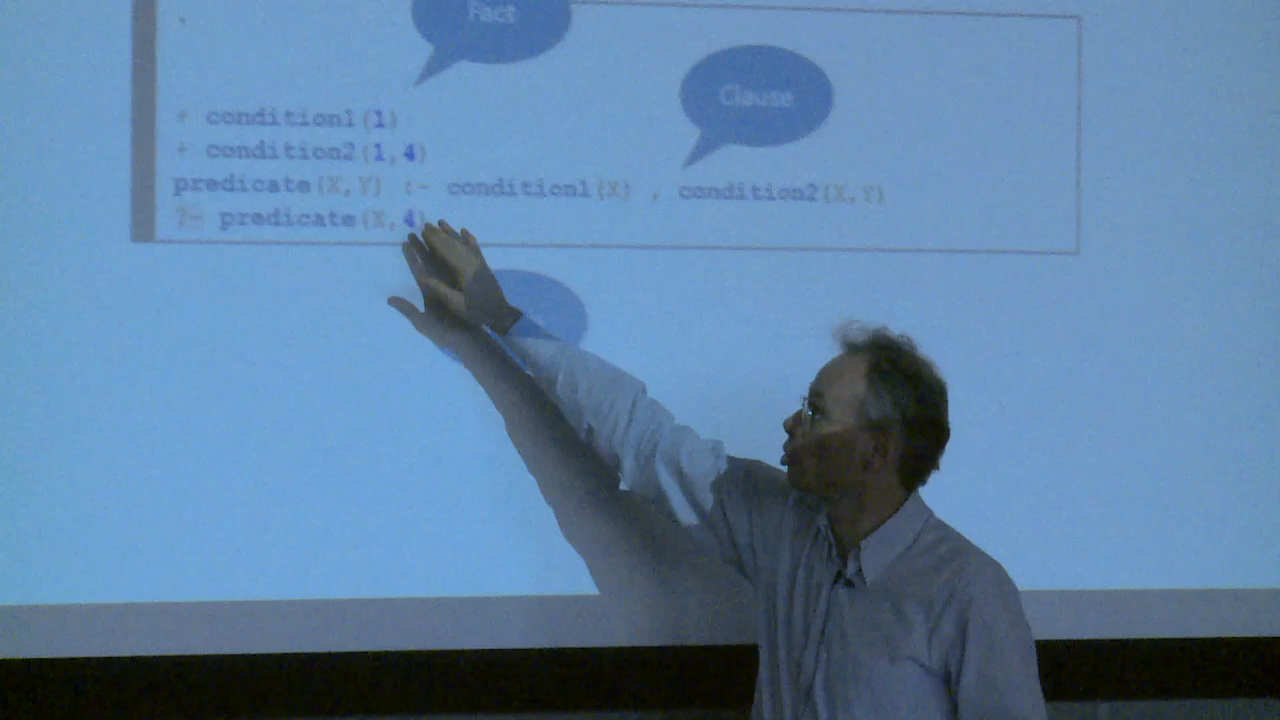 Fact
Clause
+ condition1(1)
+ condition2(1,4)
predicate(X,Y) :- condition1(X) , condition2(X,Y)
?- predicate(X,4)